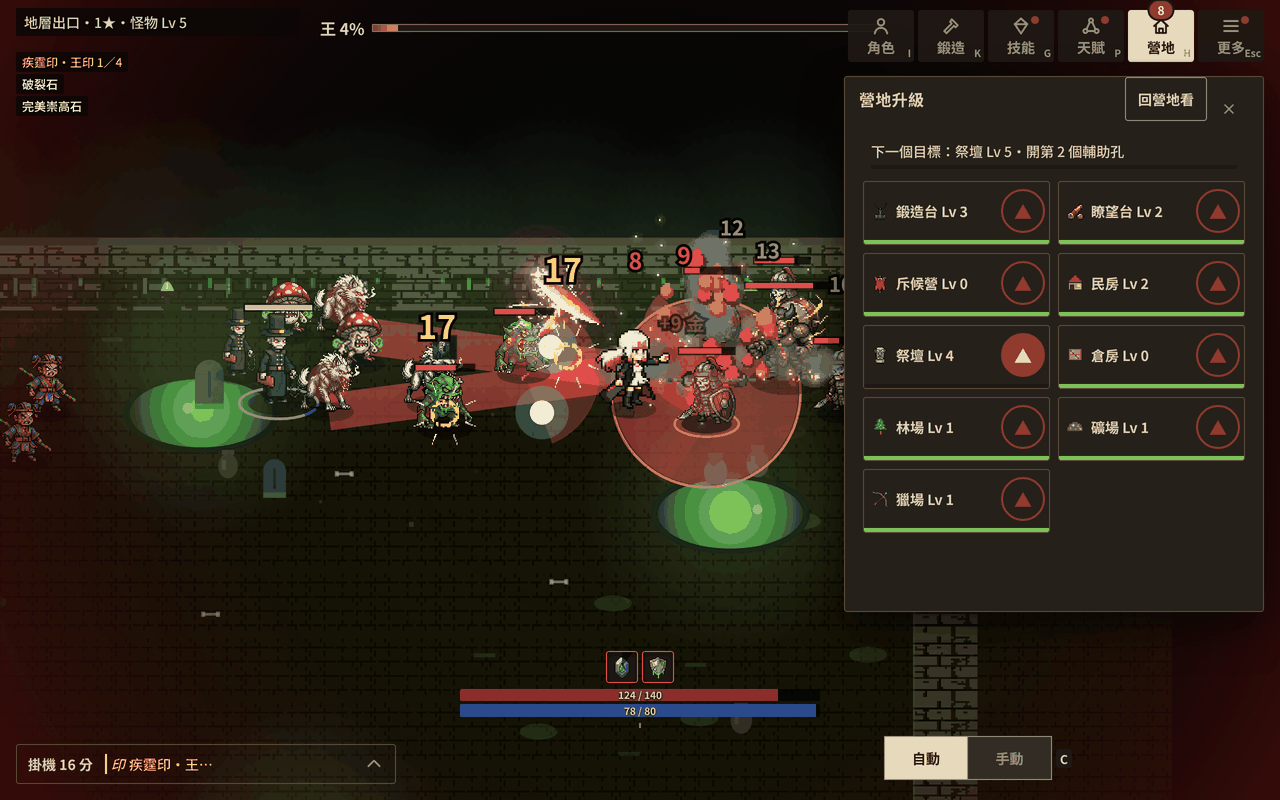 地層出口・1★・怪物 Lv 5
王 4%
疾霆印・王印 1／4
破裂石
完美崇高石
8
角色 I
鍛造 K
技能 G
天賦 P
營地 H
更多 Esc
營地升級
回營地看
×
下一個目標：祭壇 Lv 5・開第 2 個輔助孔
鍛造台 Lv 3
瞭望台 Lv 2
斥候營 Lv 0
民房 Lv 2
祭壇 Lv 4
倉房 Lv 0
林場 Lv 1
礦場 Lv 1
獵場 Lv 1
12
13
8
9
17
17
+9 金
124 / 140
78 / 80
掛機 16 分
印 疾霆印・王…
自動
手動
C